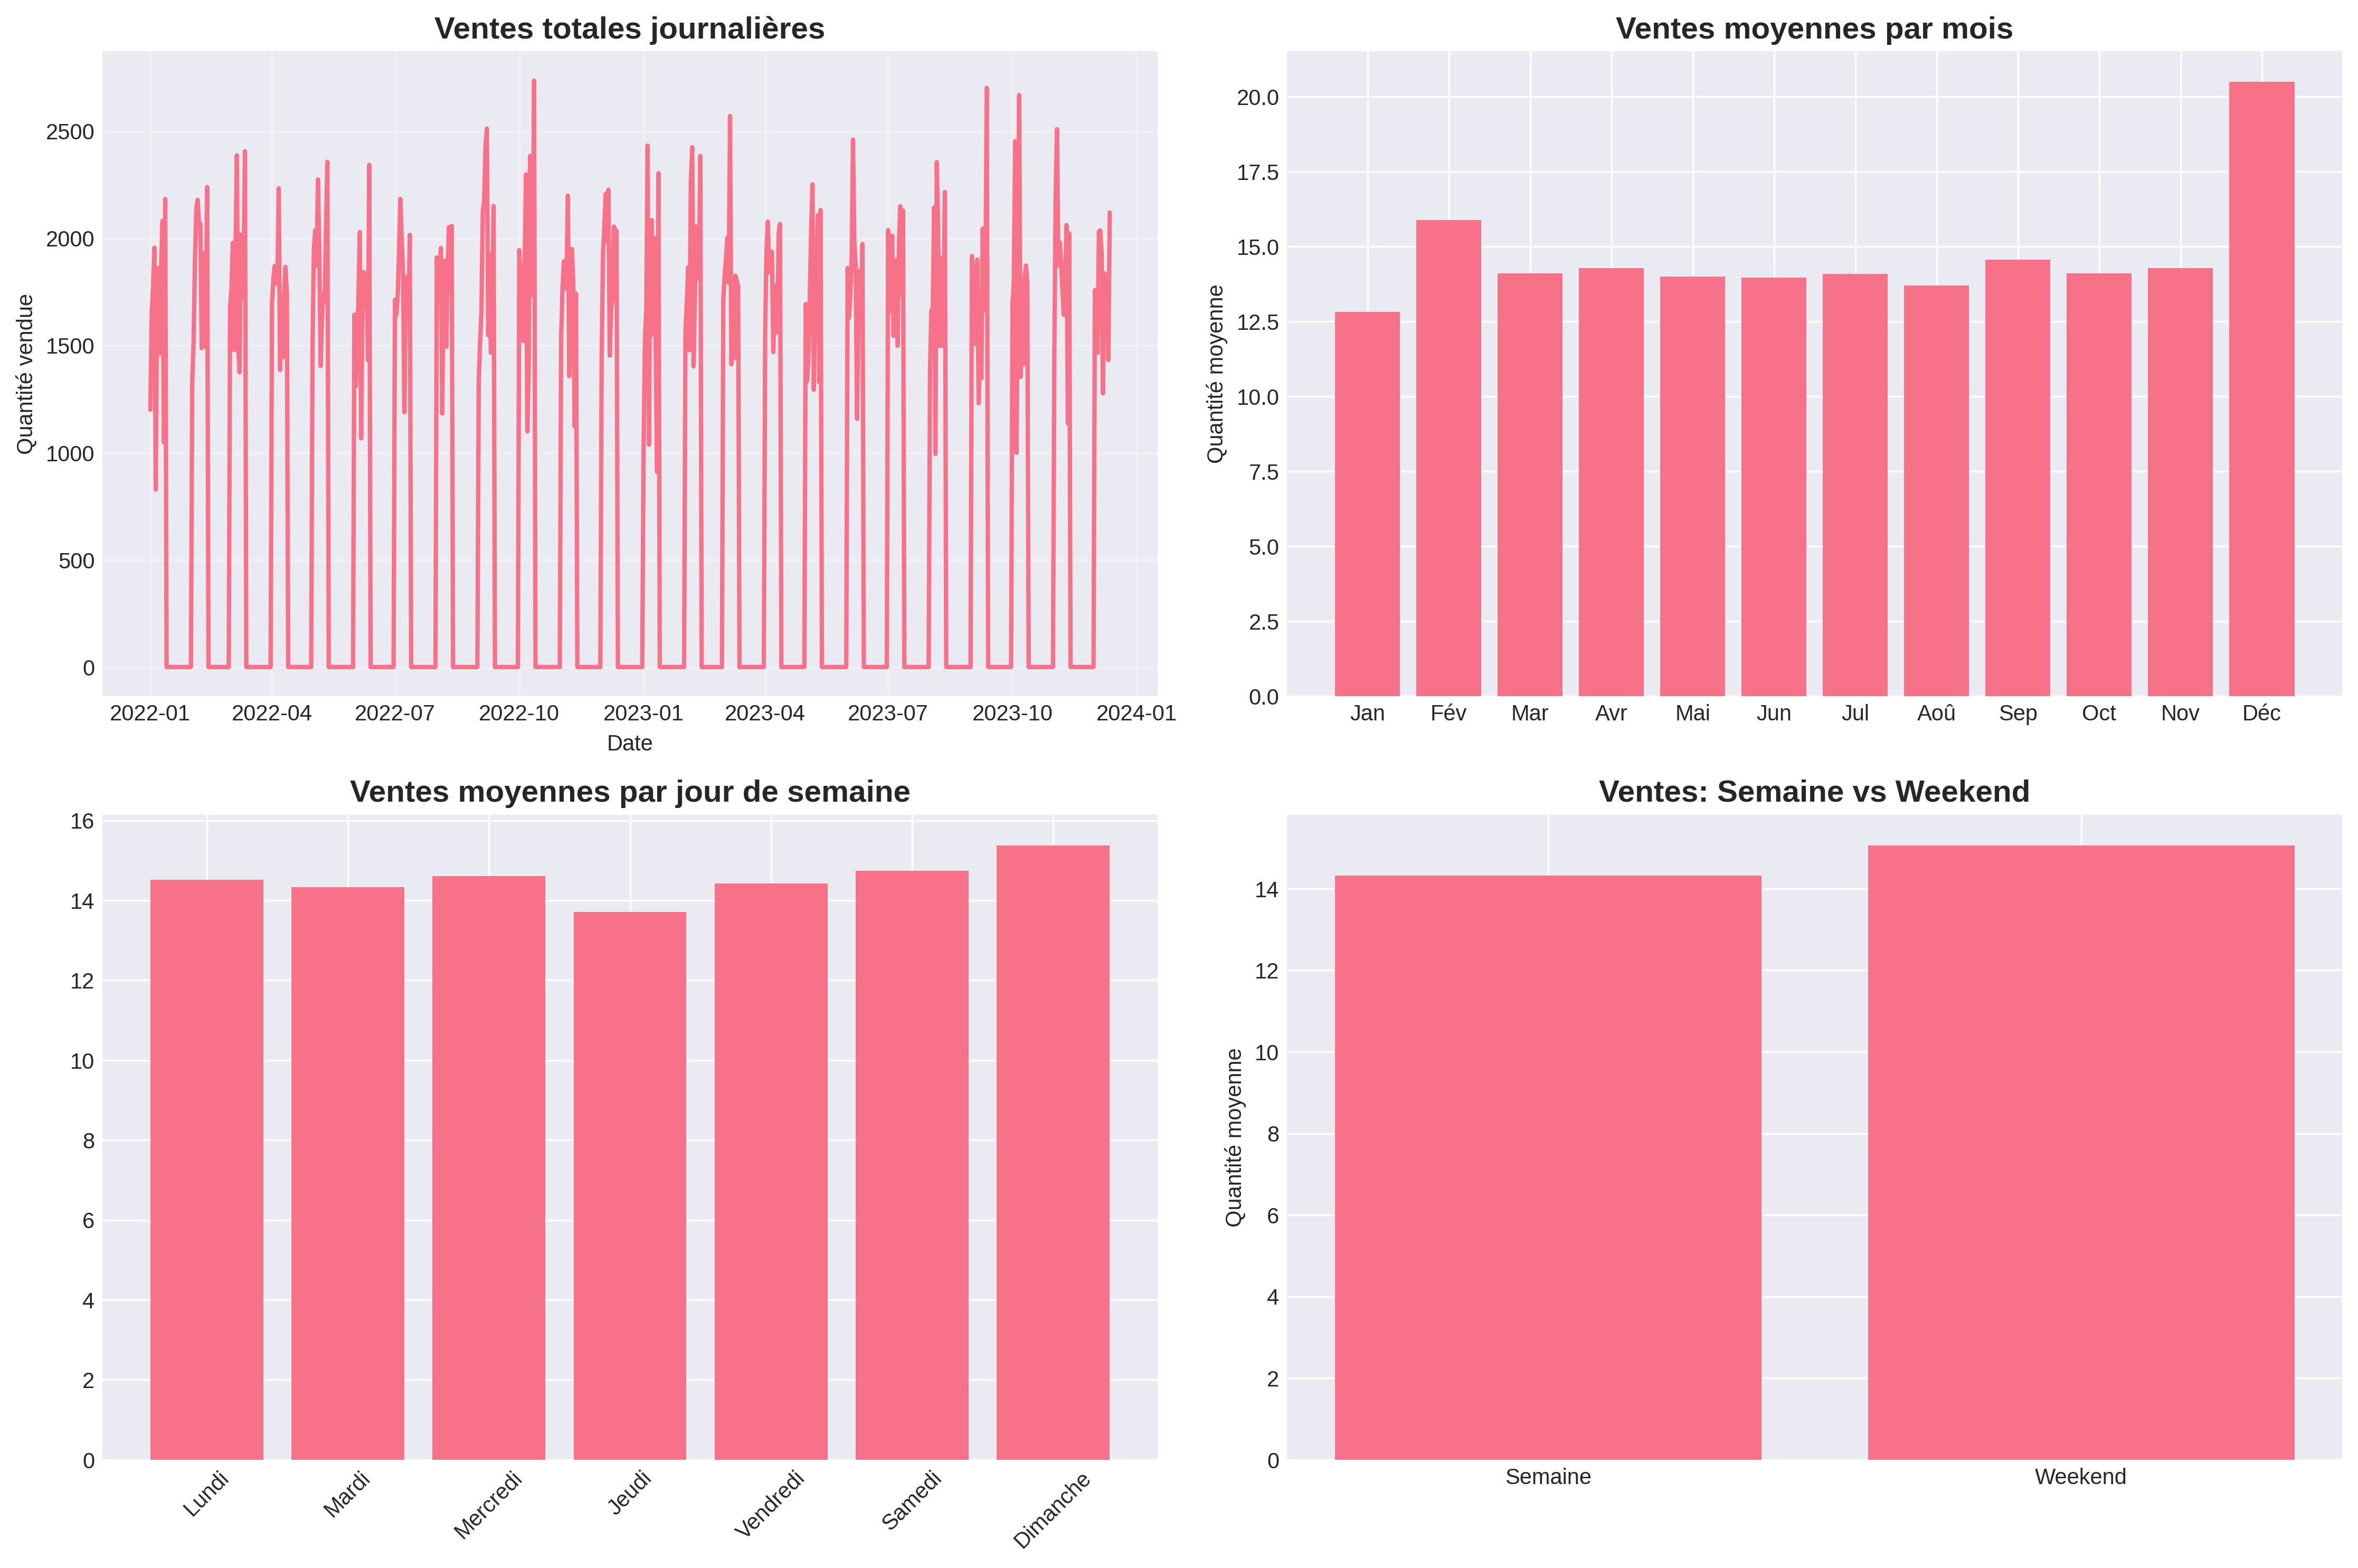 Ventes totales journalières
Quantité vendue
2500
2000
1500
1000
500
0
2022-01 2022-04 2022-07 2022-10 2023-01 2023-04 2023-07 2023-10 2024-01
Date
Ventes moyennes par mois
Quantité moyenne
20.0
17.5
15.0
12.5
10.0
7.5
5.0
2.5
0.0
Jan Fév Mar Avr Mai Jun Jul Aoû Sep Oct Nov Déc
Ventes moyennes par jour de semaine
16
14
12
10
8
6
4
2
0
Lundi Mardi Mercredi Jeudi Vendredi Samedi Dimanche
Ventes: Semaine vs Weekend
Quantité moyenne
14
12
10
8
6
4
2
0
Semaine Weekend